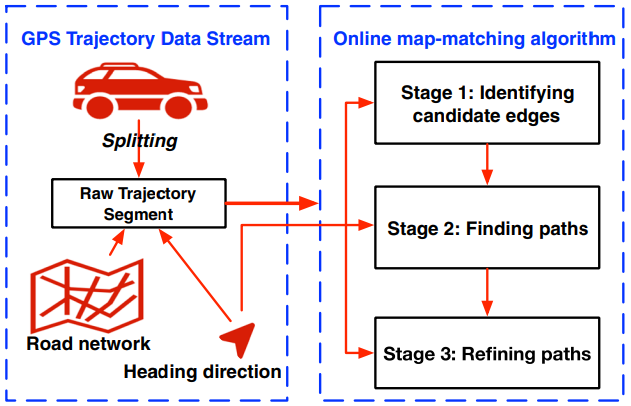 GPS Trajectory Data Stream
Splitting
Raw Trajectory
Segment
Road network
Heading direction
Online map-matching algorithm
Stage 1: Identifying
candidate edges
Stage 2: Finding paths
Stage 3: Refining paths